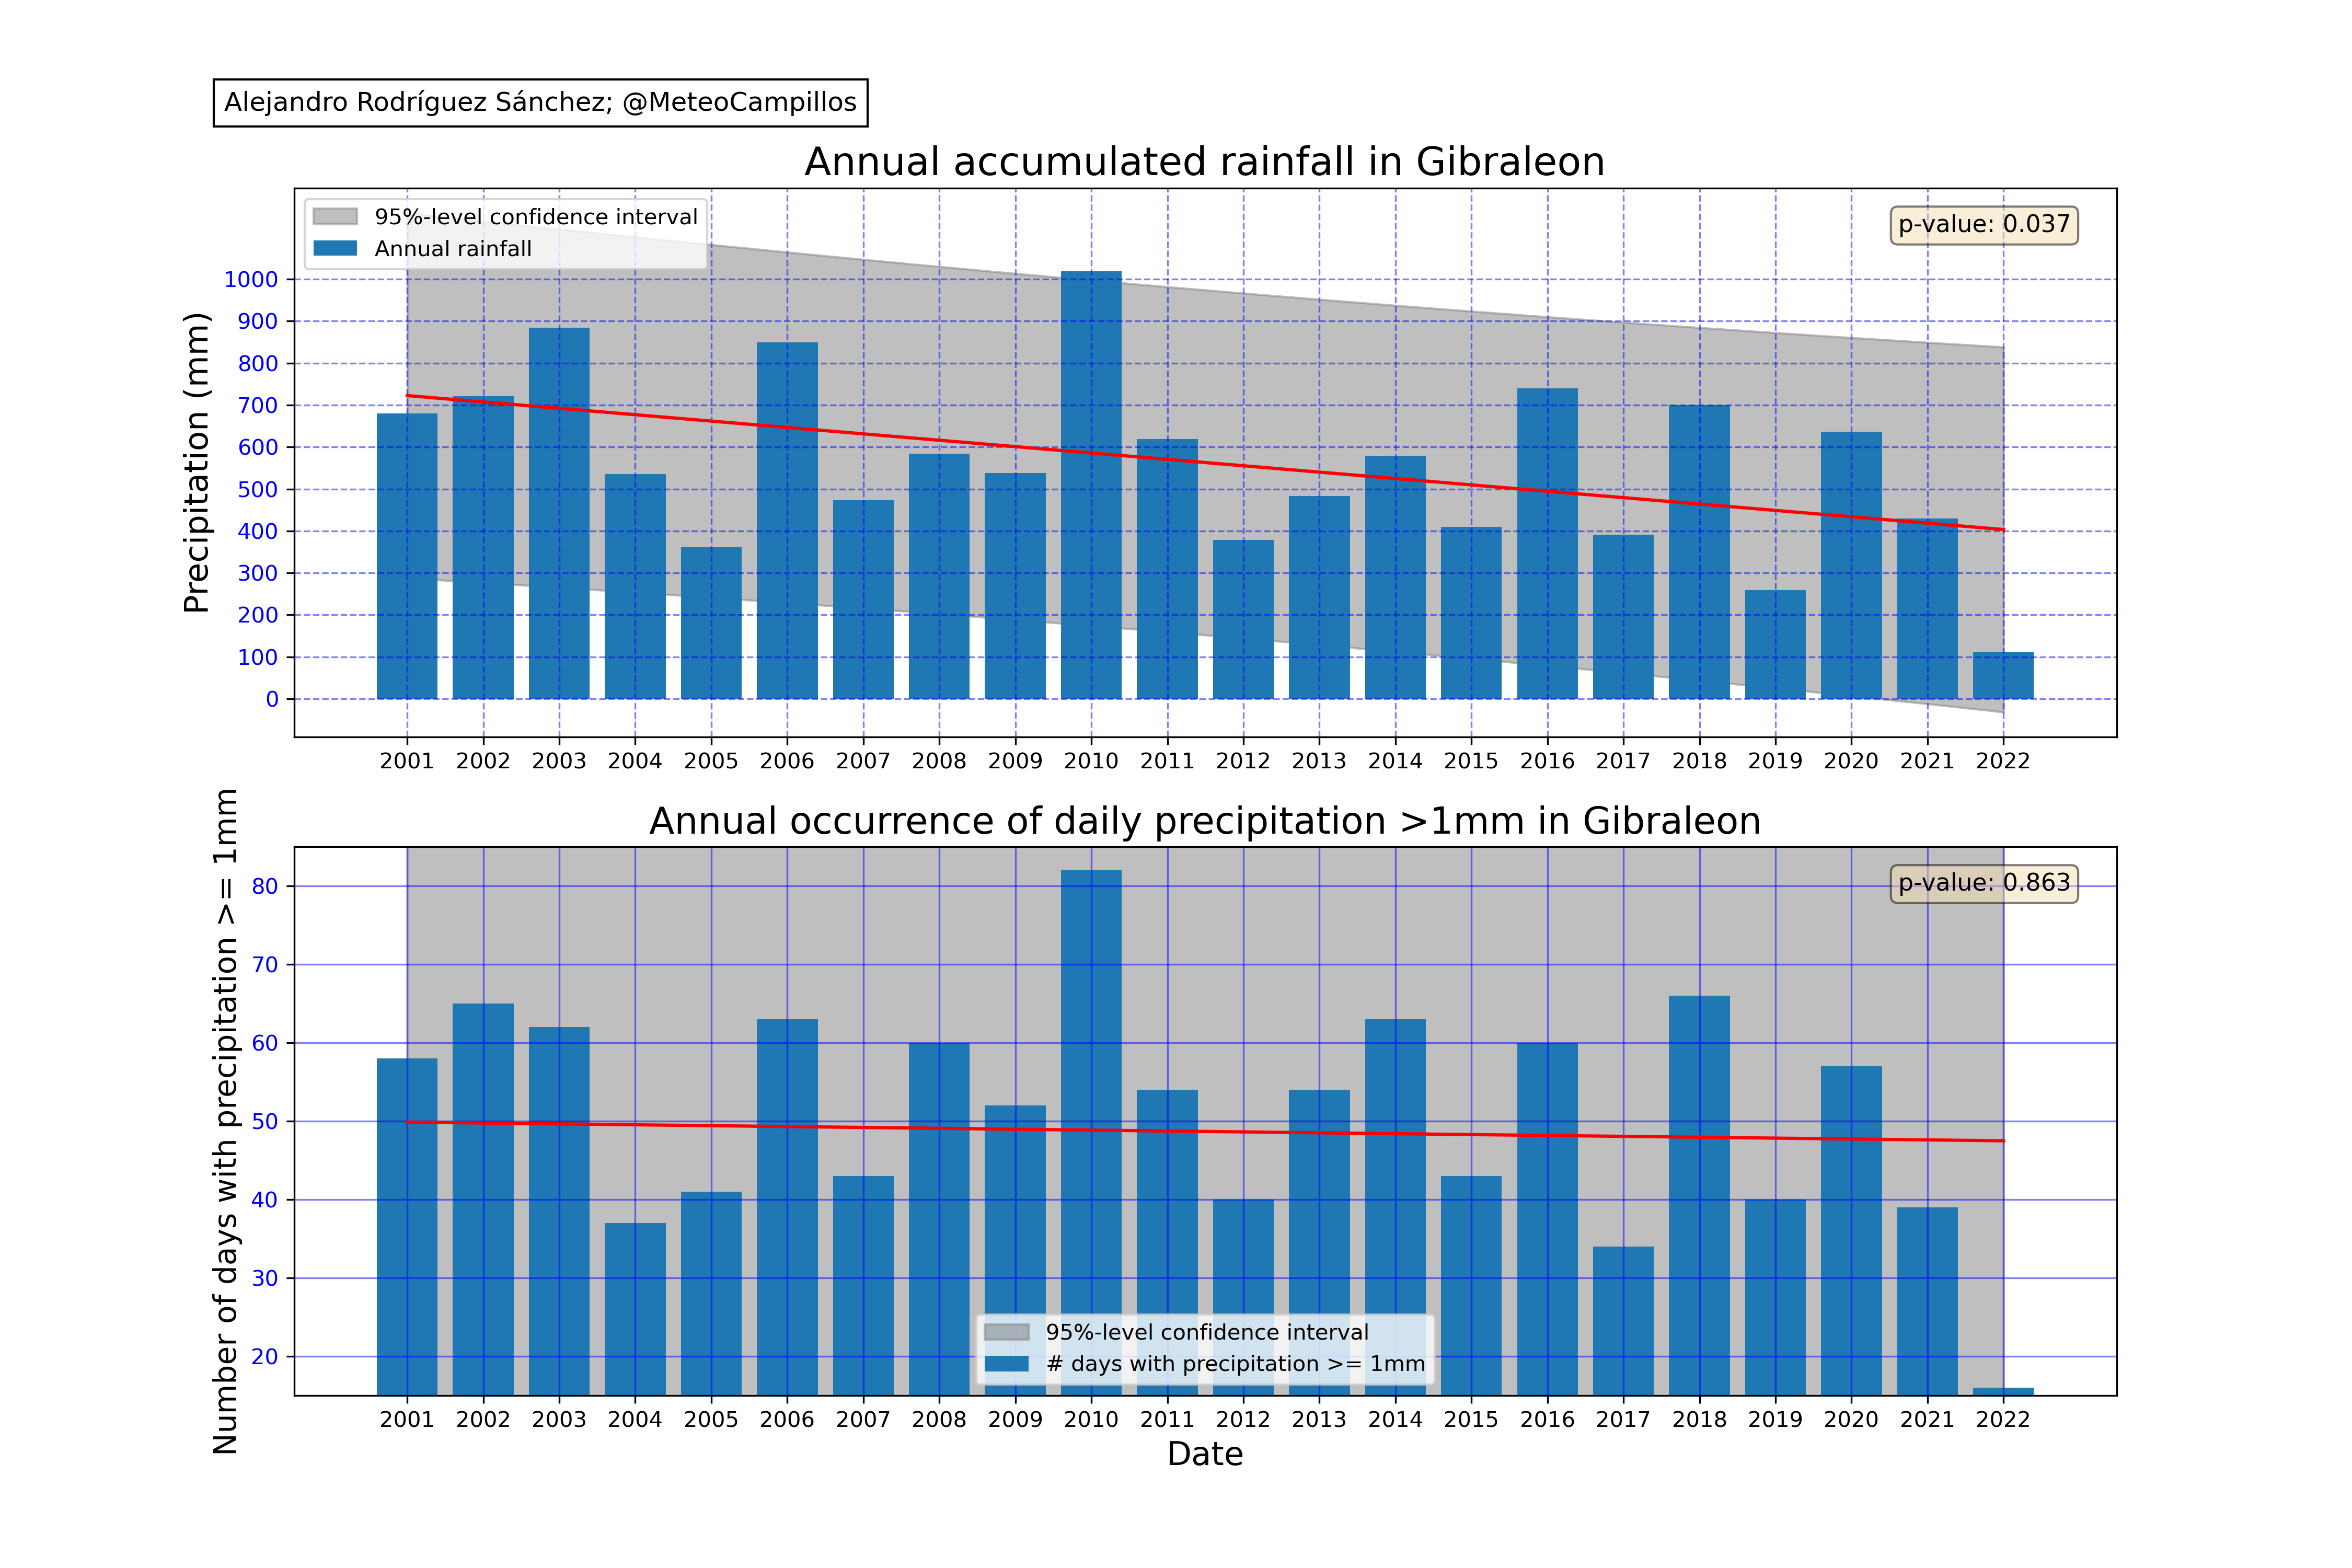 Alejandro Rodríguez Sánchez; @MeteoCampillos
Annual accumulated rainfall in Gibraleon
95%-level confidence interval
Annual rainfall
p-value: 0.037
Precipitation (mm)
1000
900
800
700
600
500
400
300
200
100
0
2001 2002 2003 2004 2005 2006 2007 2008 2009 2010 2011 2012 2013 2014 2015 2016 2017 2018 2019 2020 2021 2022
Annual occurrence of daily precipitation >1mm in Gibraleon
p-value: 0.863
Number of days with precipitation >= 1mm
80
70
60
50
40
30
20
95%-level confidence interval
# days with precipitation >= 1mm
2001 2002 2003 2004 2005 2006 2007 2008 2009 2010 2011 2012 2013 2014 2015 2016 2017 2018 2019 2020 2021 2022
Date